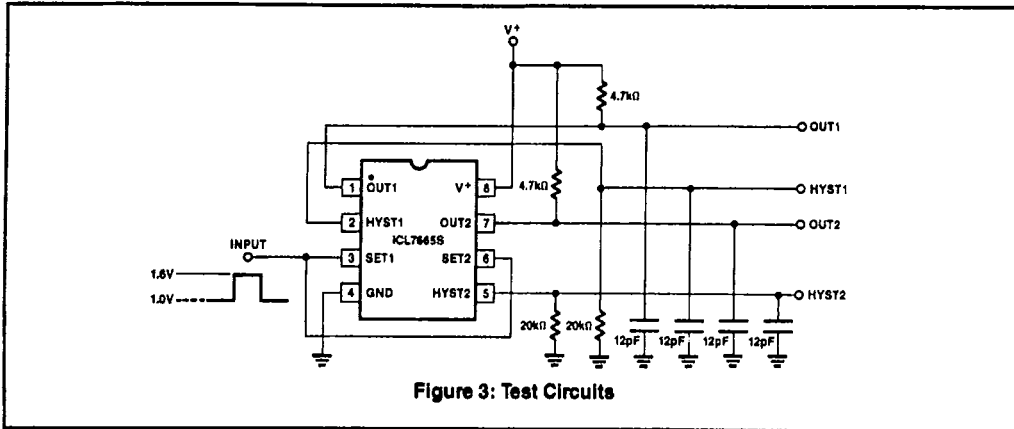 V+
4.7kΩ
OUT1
4.7kΩ
HYST1
OUT2
HYST2
1 OUT1 V+ 8
2 HYST1 OUT2 7
ICL7665S
3 SET1 SET2 6
4 GND HYST2 5
INPUT
1.6V
1.0V
20kΩ 20kΩ 12pF 12pF 12pF 12pF
Figure 3: Test Circuits